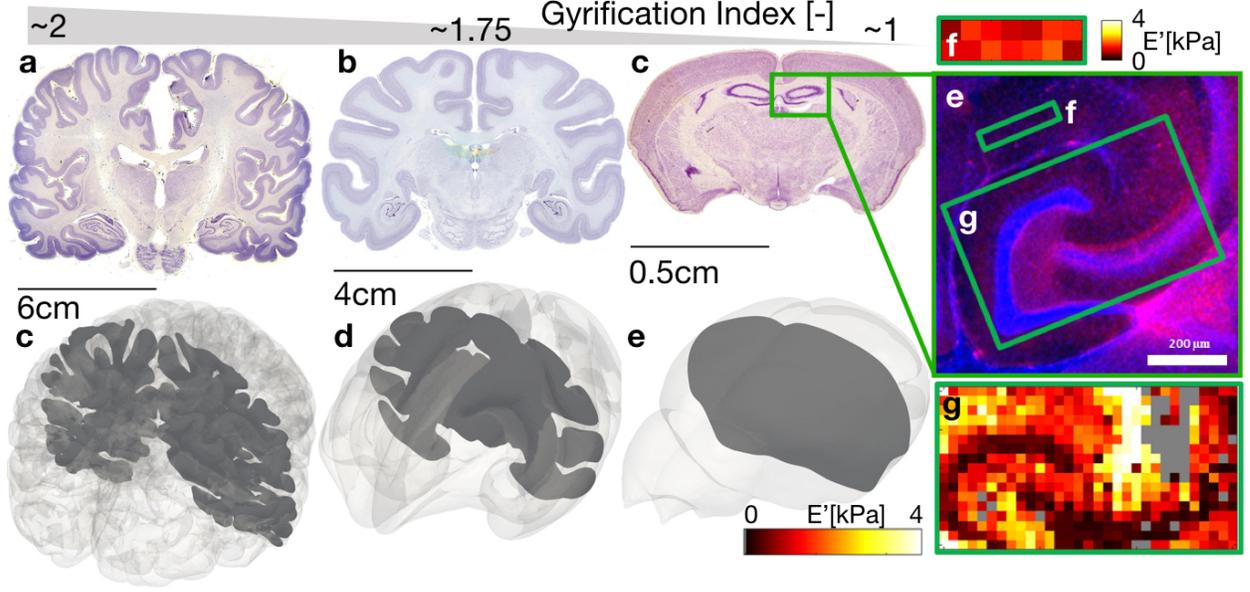 Gyrification Index [-]
~2
~1.75
~1
f
4
E'[kPa]
0
a
b
c
e
f
g
6cm
4cm
0.5cm
200 µm
c
d
e
g
0 E'[kPa] 4